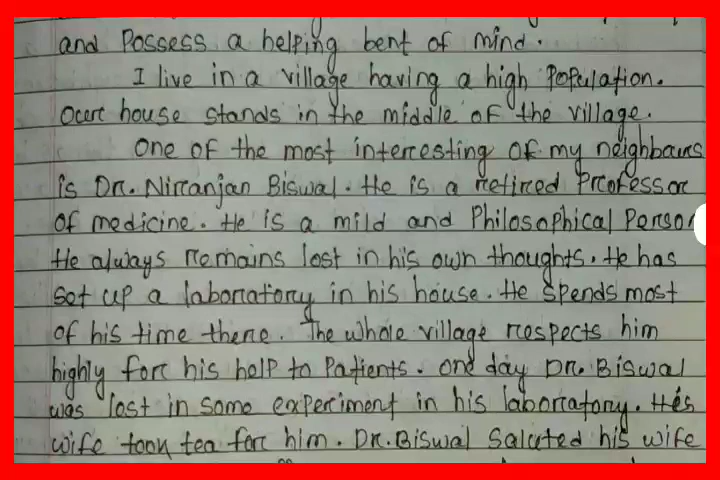 and Possess a helping bent of mind.
I live in a village having a high Population.
Our house stands in the middle of the village.
One of the most interesting of my neighbours
is Dr. Niranjan Biswal. He is a retired Professor
of medicine. He is a mild and Philosophical Person
He always remains lost in his own thoughts. He has
set up a laboratory in his house. He spends most
of his time there. The whole village respects him
highly for his help to Patients. One day Dr. Biswal
was lost in some experiment in his laboratory. His
wife took tea for him. Dr. Biswal Saluted his wife